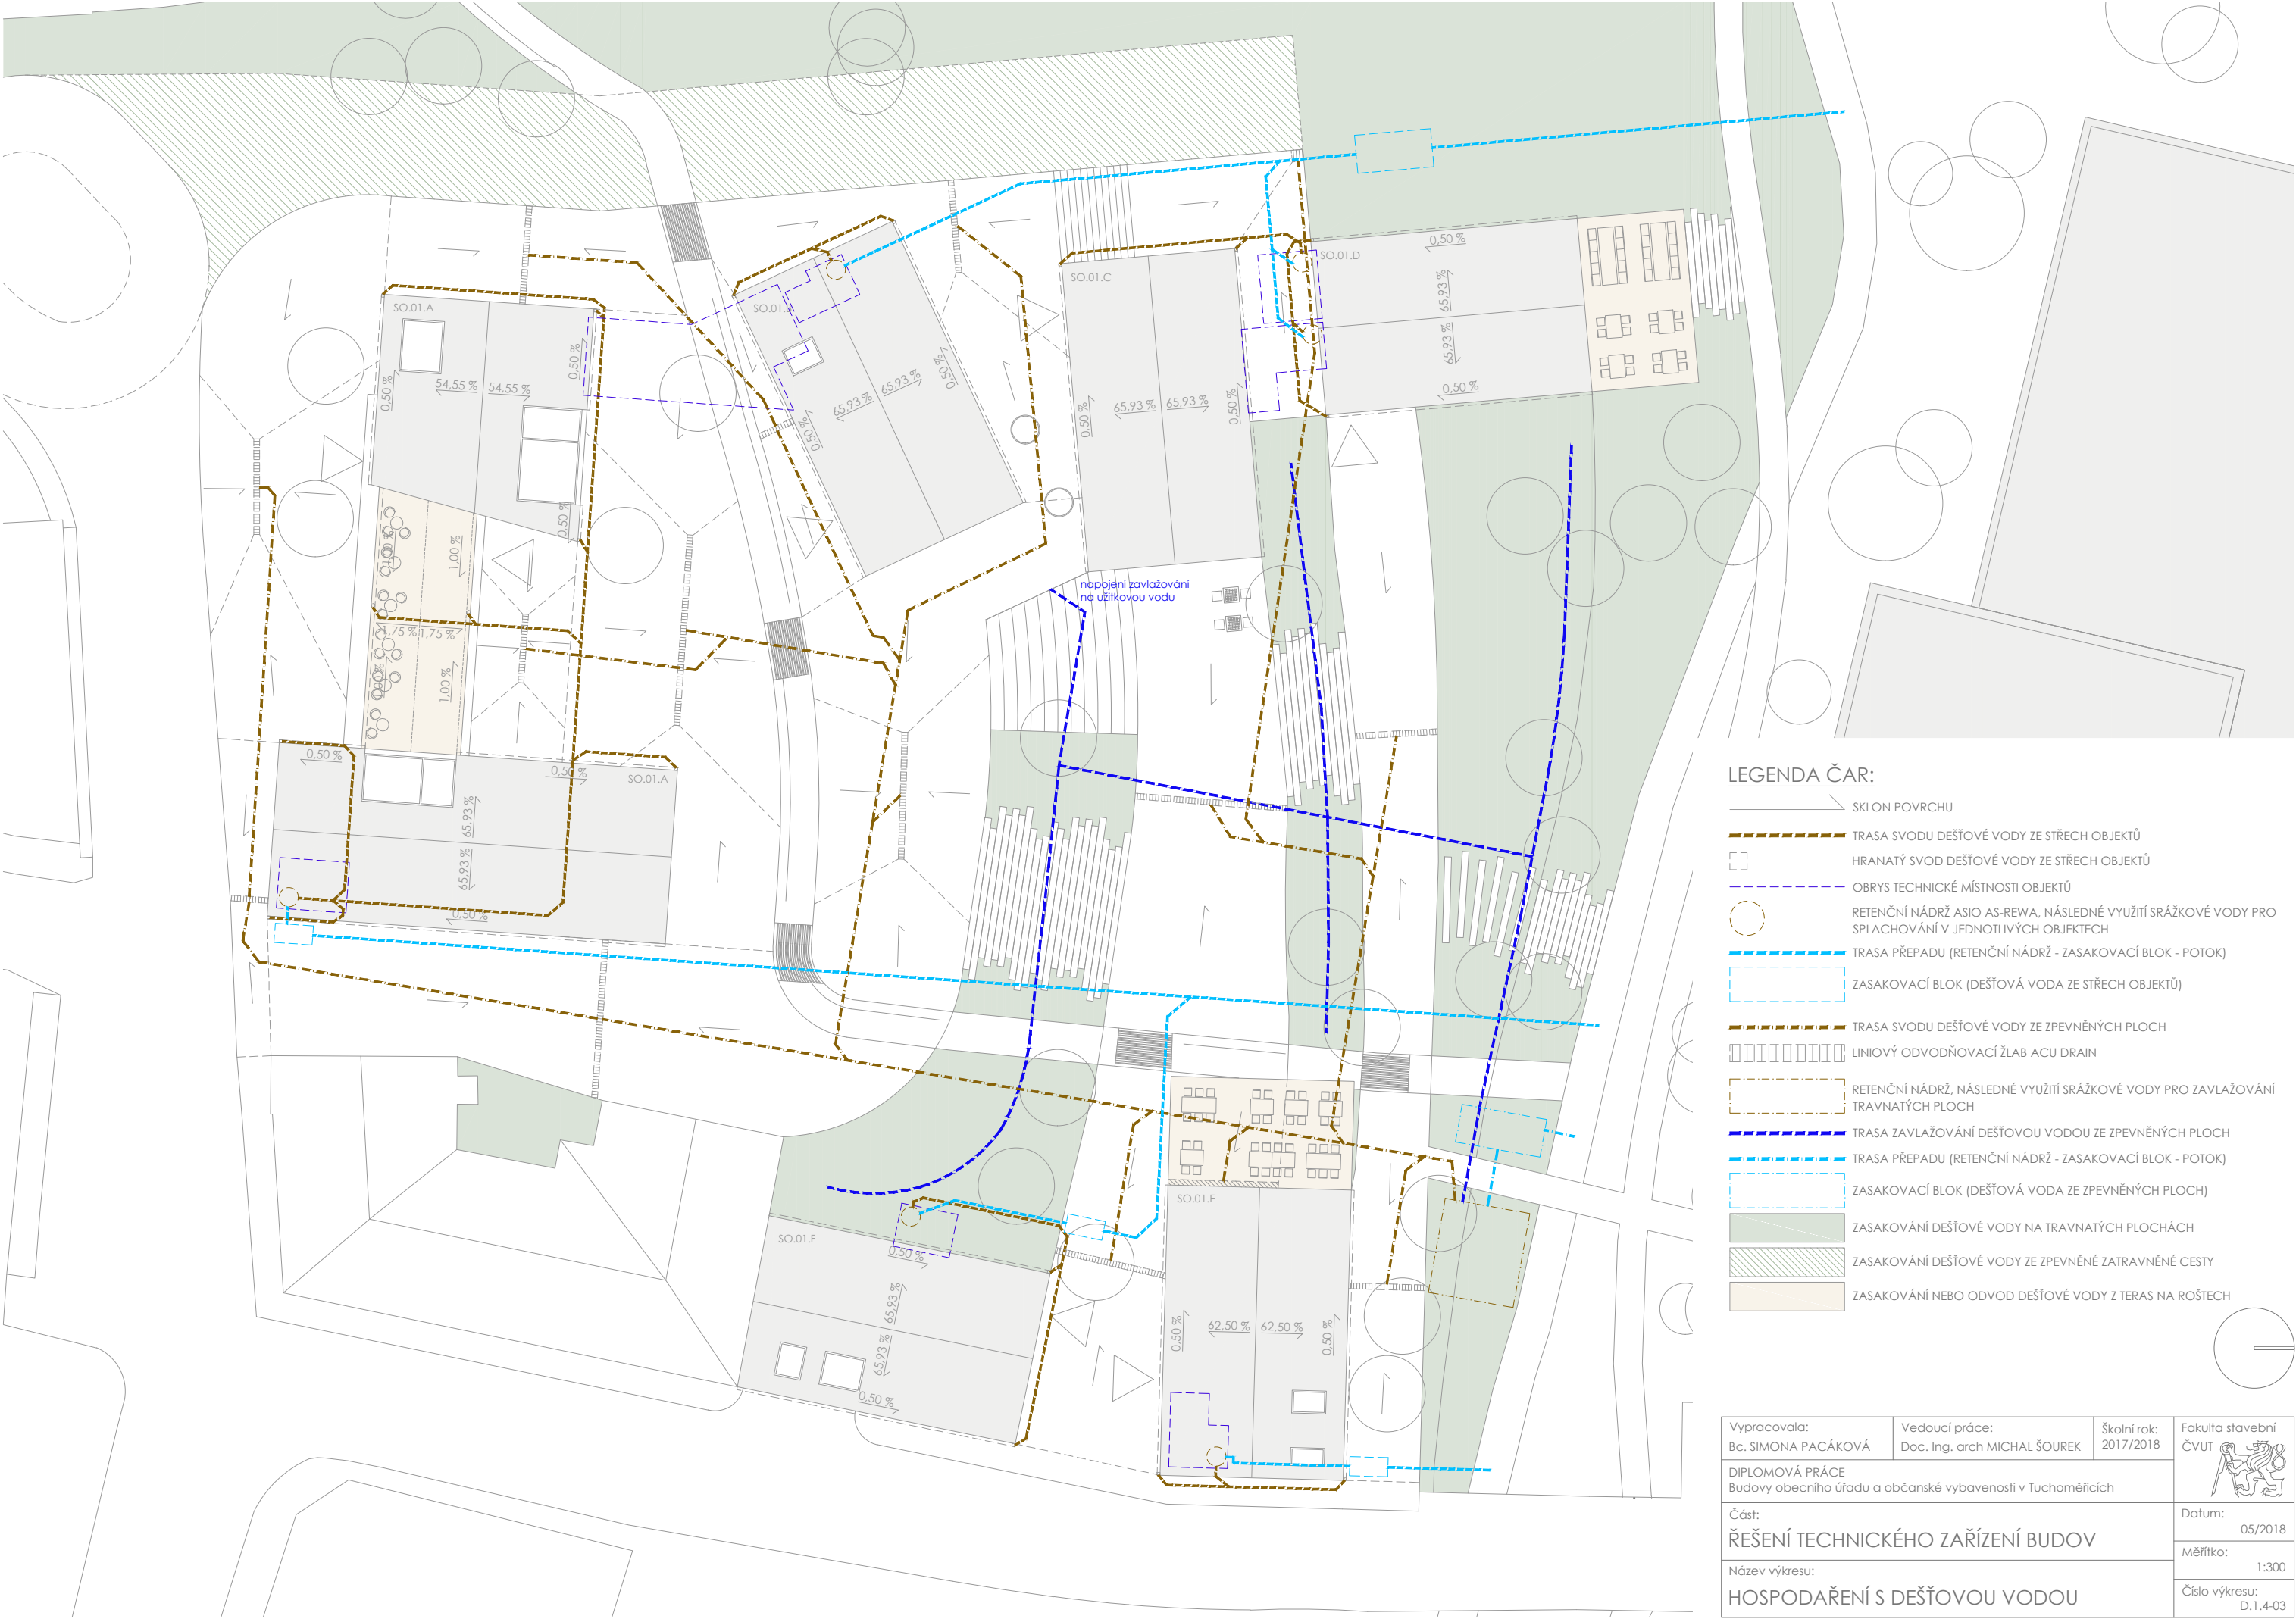 0,50 %
SO.01.D
65,93 %
65,93 %
0,50 %
SO.01.C
0,50 %
65,93 %
65,93 %
0,50 %
65,93 %
65,93 %
0,50 %
0,50 %
SO.01.A
0,50 %
54,55 %
54,55 %
0,50 %
0,50 %
1,00 %
1,75 %
1,75 %
1,00 %
napojení zavlažování
na užitkovou vodu
0,50 %
0,50 %
SO.01.A
65,93 %
65,93 %
0,50 %
SO.01.E
0,50 %
62,50 %
62,50 %
0,50 %
SO.01.F
0,50 %
65,93 %
65,93 %
0,50 %
LEGENDA ČAR:
SKLON POVRCHU
TRASA SVODU DEŠŤOVÉ VODY ZE STŘECH OBJEKTŮ
HRANATÝ SVOD DEŠŤOVÉ VODY ZE STŘECH OBJEKTŮ
OBRYS TECHNICKÉ MÍSTNOSTI OBJEKTŮ
RETENČNÍ NÁDRŽ ASIO AS-REWA, NÁSLEDNÉ VYUŽITÍ SRÁŽKOVÉ VODY PRO
SPLACHOVÁNÍ V JEDNOTLIVÝCH OBJEKTECH
TRASA PŘEPADU (RETENČNÍ NÁDRŽ - ZASAKOVACÍ BLOK - POTOK)
ZASAKOVACÍ BLOK (DEŠŤOVÁ VODA ZE STŘECH OBJEKTŮ)
TRASA SVODU DEŠŤOVÉ VODY ZE ZPEVNĚNÝCH PLOCH
LINIOVÝ ODVODŇOVACÍ ŽLAB ACU DRAIN
RETENČNÍ NÁDRŽ, NÁSLEDNÉ VYUŽITÍ SRÁŽKOVÉ VODY PRO ZAVLAŽOVÁNÍ
TRAVNATÝCH PLOCH
TRASA ZAVLAŽOVÁNÍ DEŠŤOVOU VODOU ZE ZPEVNĚNÝCH PLOCH
TRASA PŘEPADU (RETENČNÍ NÁDRŽ - ZASAKOVACÍ BLOK - POTOK)
ZASAKOVACÍ BLOK (DEŠŤOVÁ VODA ZE ZPEVNĚNÝCH PLOCH)
ZASAKOVÁNÍ DEŠŤOVÉ VODY NA TRAVNATÝCH PLOCHÁCH
ZASAKOVÁNÍ DEŠŤOVÉ VODY ZE ZPEVNĚNÉ ZATRAVNĚNÉ CESTY
ZASAKOVÁNÍ NEBO ODVOD DEŠŤOVÉ VODY Z TERAS NA ROŠTECH
Vypracovala:
Bc. SIMONA PACÁKOVÁ
Vedoucí práce:
Doc. Ing. arch MICHAL ŠOUREK
Školní rok:
2017/2018
Fakulta stavební
ČVUT
DIPLOMOVÁ PRÁCE
Budovy obecního úřadu a občanské vybavenosti v Tuchoměřicích
Část:
ŘEŠENÍ TECHNICKÉHO ZAŘÍZENÍ BUDOV
Datum:
05/2018
Měřítko:
1:300
Název výkresu:
HOSPODAŘENÍ S DEŠŤOVOU VODOU
Číslo výkresu:
D.1.4-03